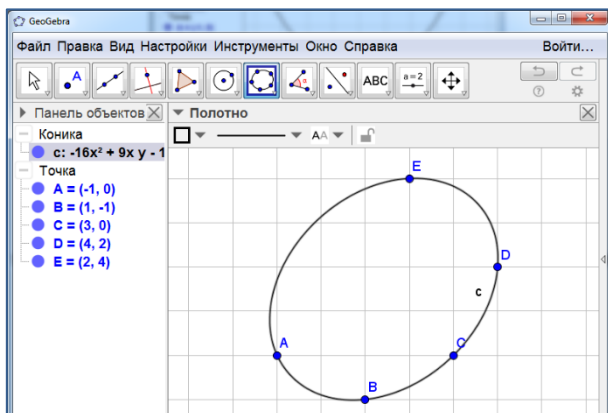 GeoGebra
Файл Правка Вид Настройки Инструменты Окно Справка Войти...
A ABC a=2
Панель объектов Полотно
Коника AA
c: -16x² + 9x y - 1
Точка
A = (-1, 0)
B = (1, -1)
C = (3, 0)
D = (4, 2)
E = (2, 4)
E
D
c
A
C
B